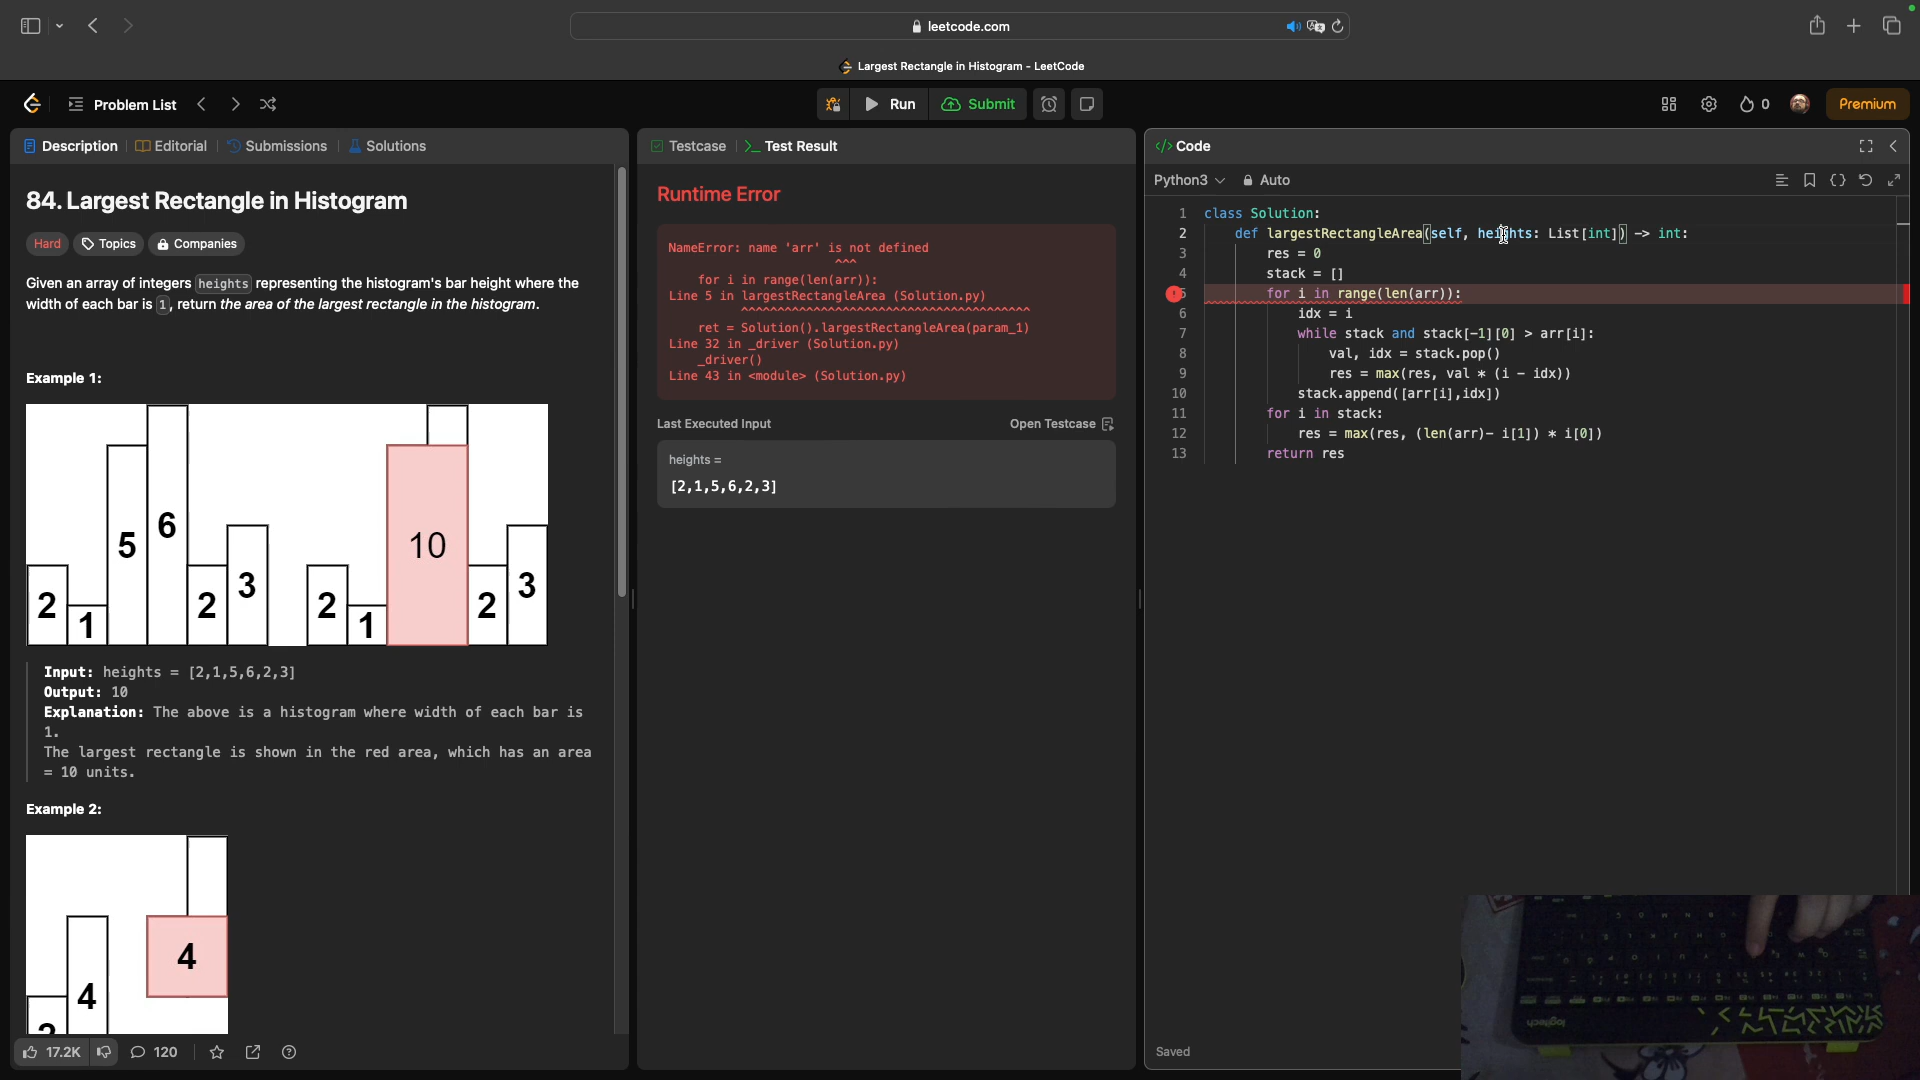 leetcode.com
Largest Rectangle in Histogram - LeetCode
Problem List
Run
Submit
0
Premium
Description
Editorial
Submissions
Solutions
84. Largest Rectangle in Histogram
Hard
Topics
Companies
Given an array of integers heights representing the histogram's bar height where the
width of each bar is 1, return the area of the largest rectangle in the histogram.
Example 1:
2
1
5
6
2
3
2
1
10
2
3
Input: heights = [2,1,5,6,2,3]
Output: 10
Explanation: The above is a histogram where width of each bar is
1.
The largest rectangle is shown in the red area, which has an area
= 10 units.
Example 2:
4
4
17.2K
120
Testcase
Test Result
Runtime Error
NameError: name 'arr' is not defined
^^^
for i in range(len(arr)):
Line 5 in largestRectangleArea (Solution.py)
^^^^^^^^^^^^^^^^^^^^^^^^^^^^^^^^^^^^^^
ret = Solution().largestRectangleArea(param_1)
Line 32 in _driver (Solution.py)
_driver()
Line 43 in <module> (Solution.py)
Last Executed Input
Open Testcase
heights =
[2,1,5,6,2,3]
</> Code
Python3
Auto
1 class Solution:
2 def largestRectangleArea(self, heights: List[int]) -> int:
3 res = 0
4 stack = []
5 for i in range(len(arr)):
6 idx = i
7 while stack and stack[-1][0] > arr[i]:
8 val, idx = stack.pop()
9 res = max(res, val * (i - idx))
10 stack.append([arr[i],idx])
11 for i in stack:
12 res = max(res, (len(arr)- i[1]) * i[0])
13 return res
Saved
logitech